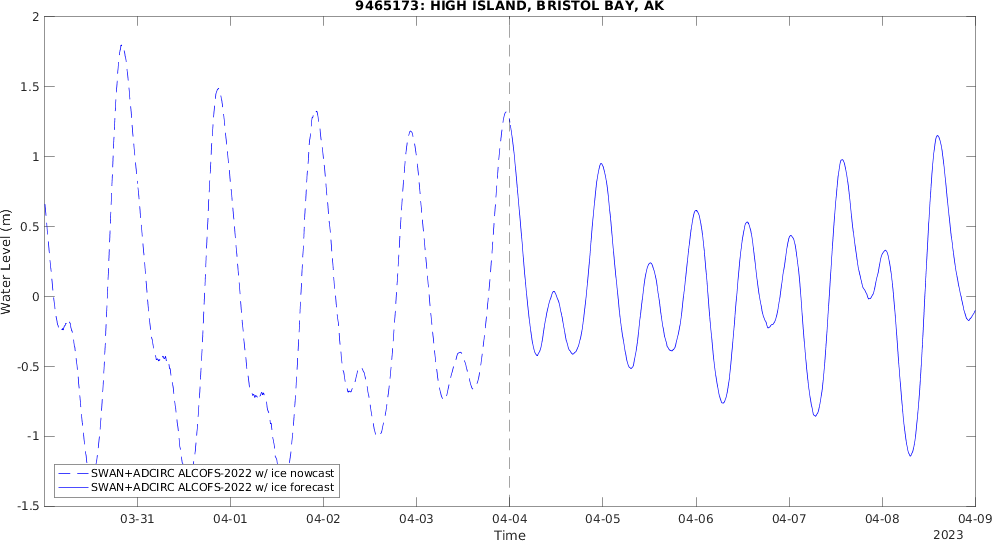 9465173: HIGH ISLAND, BRISTOL BAY, AK
2
1.5
1
0.5
0
-0.5
-1
-1.5
Water Level (m)
SWAN+ADCIRC ALCOFS-2022 w/ ice nowcast
SWAN+ADCIRC ALCOFS-2022 w/ ice forecast
03-31 04-01 04-02 04-03 04-04 04-05 04-06 04-07 04-08 04-09
Time
2023